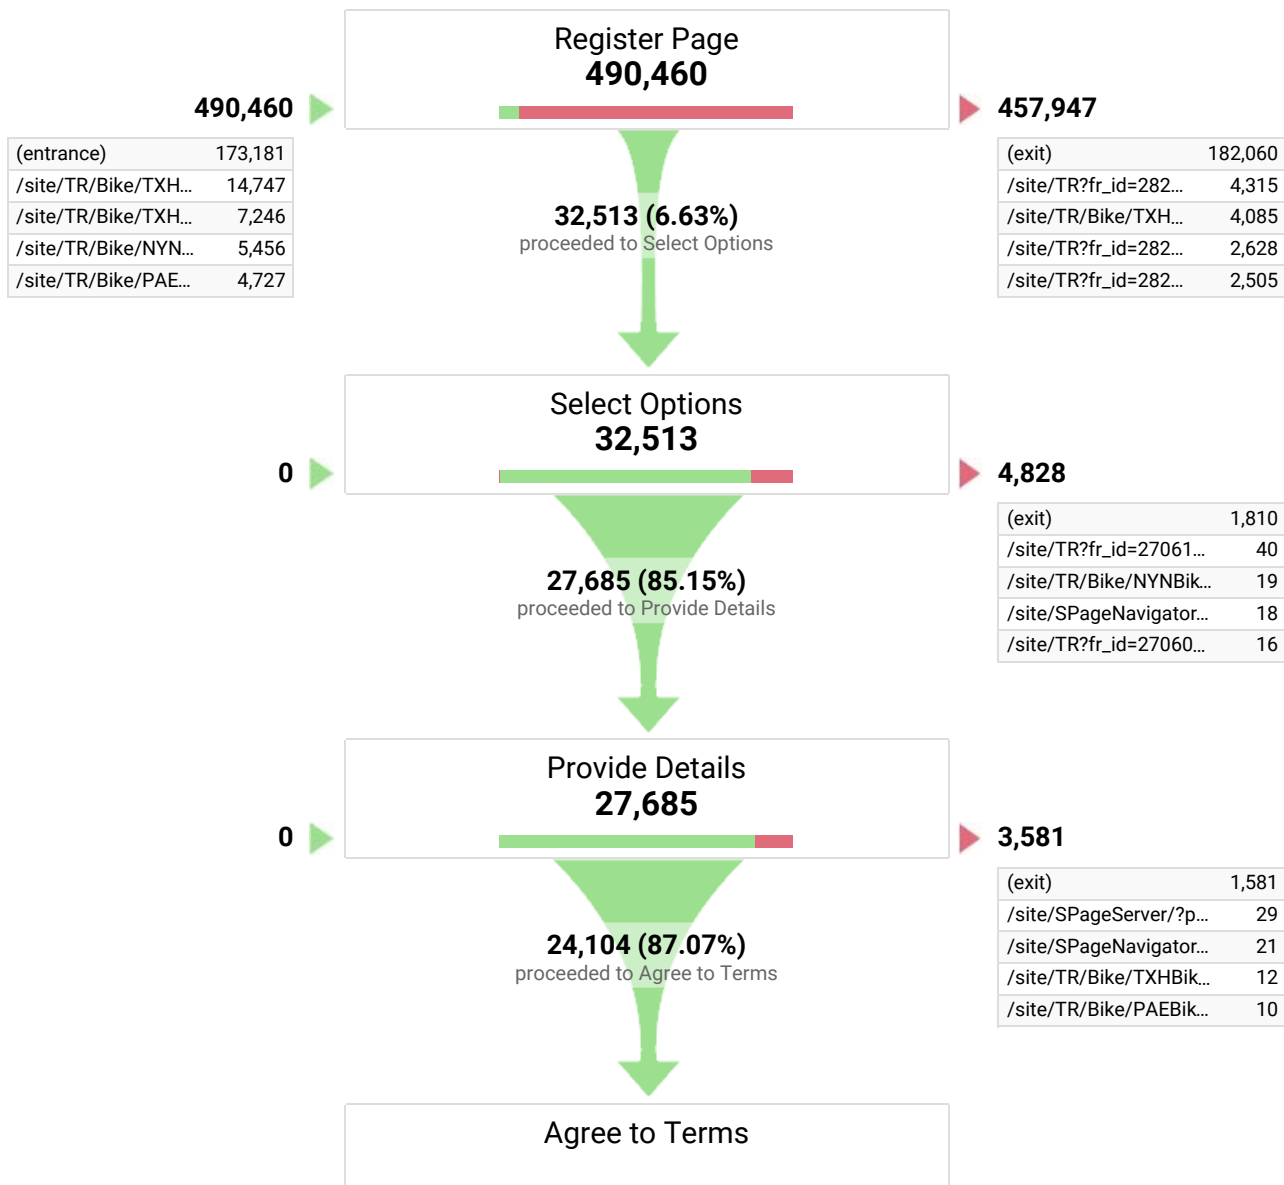 Register Page
490,460
490,460
(entrance) 173,181
/site/TR/Bike/TXH... 14,747
/site/TR/Bike/TXH... 7,246
/site/TR/Bike/NYN... 5,456
/site/TR/Bike/PAE... 4,727
457,947
(exit) 182,060
/site/TR?fr_id=282... 4,315
/site/TR/Bike/TXH... 4,085
/site/TR?fr_id=282... 2,628
/site/TR?fr_id=282... 2,505
32,513 (6.63%)
proceeded to Select Options
Select Options
32,513
0
4,828
(exit) 1,810
/site/TR?fr_id=27061... 40
/site/TR/Bike/NYNBik... 19
/site/SPageNavigator... 18
/site/TR?fr_id=27060... 16
27,685 (85.15%)
proceeded to Provide Details
Provide Details
27,685
0
3,581
(exit) 1,581
/site/SPageServer/?p... 29
/site/SPageNavigator... 21
/site/TR/Bike/TXHBik... 12
/site/TR/Bike/PAEBik... 10
24,104 (87.07%)
proceeded to Agree to Terms
Agree to Terms